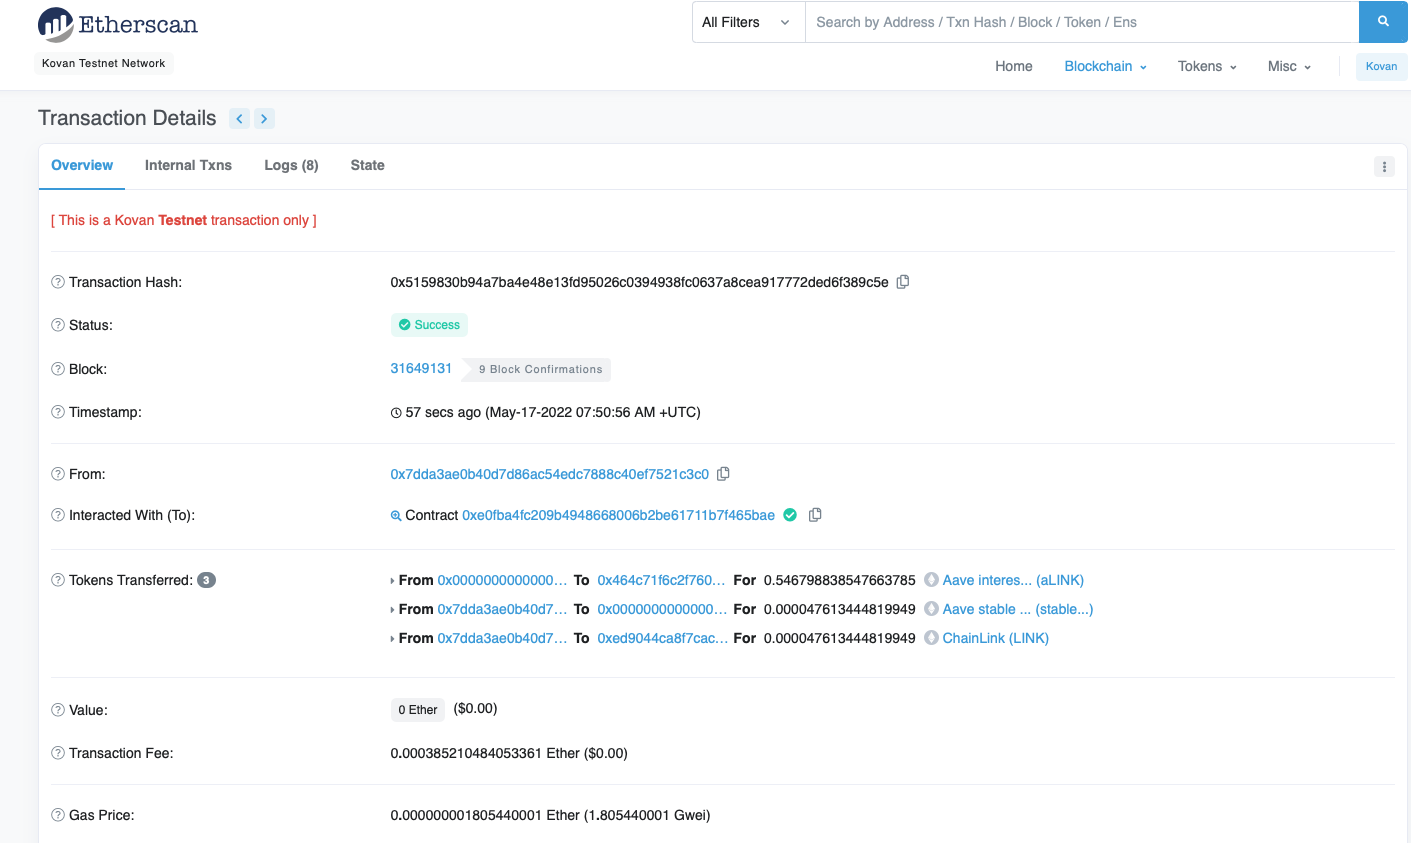 Etherscan
All Filters
Search by Address / Txn Hash / Block / Token / Ens
Kovan Testnet Network
Home Blockchain Tokens Misc Kovan
Transaction Details
Overview Internal Txns Logs (8) State
[ This is a Kovan Testnet transaction only ]
Transaction Hash: 0x5159830b94a7ba4e48e13fd95026c0394938fc0637a8cea917772ded6f389c5e
Status: Success
Block: 31649131 9 Block Confirmations
Timestamp: 57 secs ago (May-17-2022 07:50:56 AM +UTC)
From: 0x7dda3ae0b40d7d86ac54edc7888c40ef7521c3c0
Interacted With (To): Contract 0xe0fba4fc209b4948668006b2be61711b7f465bae
Tokens Transferred: 3 From 0x0000000000000... To 0x464c71f6c2f760... For 0.546798838547663785 Aave interes... (aLINK)
From 0x7dda3ae0b40d7... To 0x0000000000000... For 0.000047613444819949 Aave stable ... (stable...)
From 0x7dda3ae0b40d7... To 0xed9044ca8f7cac... For 0.000047613444819949 ChainLink (LINK)
Value: 0 Ether ($0.00)
Transaction Fee: 0.000385210484053361 Ether ($0.00)
Gas Price: 0.000000001805440001 Ether (1.805440001 Gwei)